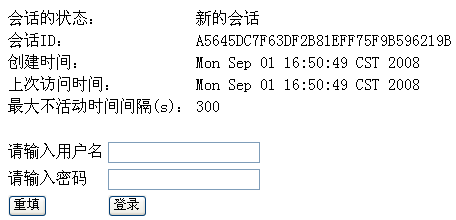 会话的状态： 新的会话
会话ID： A5645DC7F63DF2B81EFF75F9B596219B
创建时间： Mon Sep 01 16:50:49 CST 2008
上次访问时间： Mon Sep 01 16:50:49 CST 2008
最大不活动时间间隔(s)： 300
请输入用户名
请输入密码
重填 登录